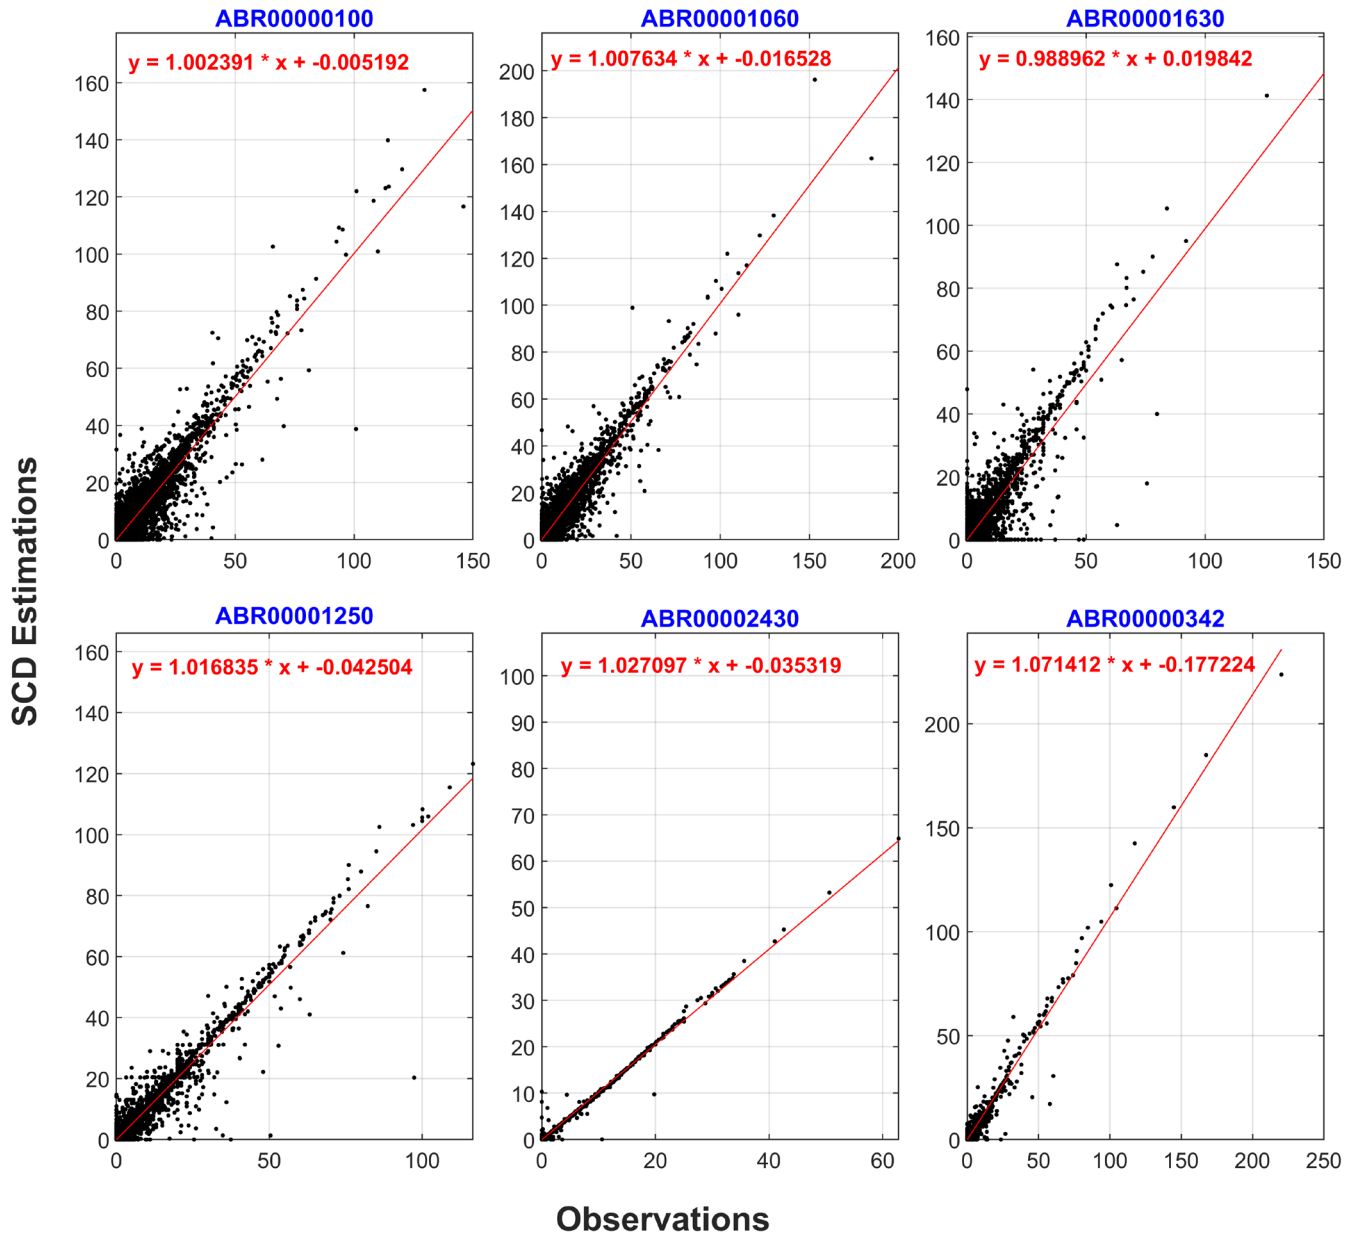 ABR00000100
y = 1.002391 * x + -0.005192
160
140
120
100
80
60
40
20
0
0 50 100 150
ABR00001060
y = 1.007634 * x + -0.016528
200
180
160
140
120
100
80
60
40
20
0
0 50 100 150 200
ABR00001630
y = 0.988962 * x + 0.019842
160
140
120
100
80
60
40
20
0
0 50 100 150
SCD Estimations
ABR00001250
y = 1.016835 * x + -0.042504
160
140
120
100
80
60
40
20
0
0 50 100
ABR00002430
y = 1.027097 * x + -0.035319
100
90
80
70
60
50
40
30
20
10
0
0 20 40 60
ABR00000342
y = 1.071412 * x + -0.177224
200
150
100
50
0
0 50 100 150 200 250
Observations